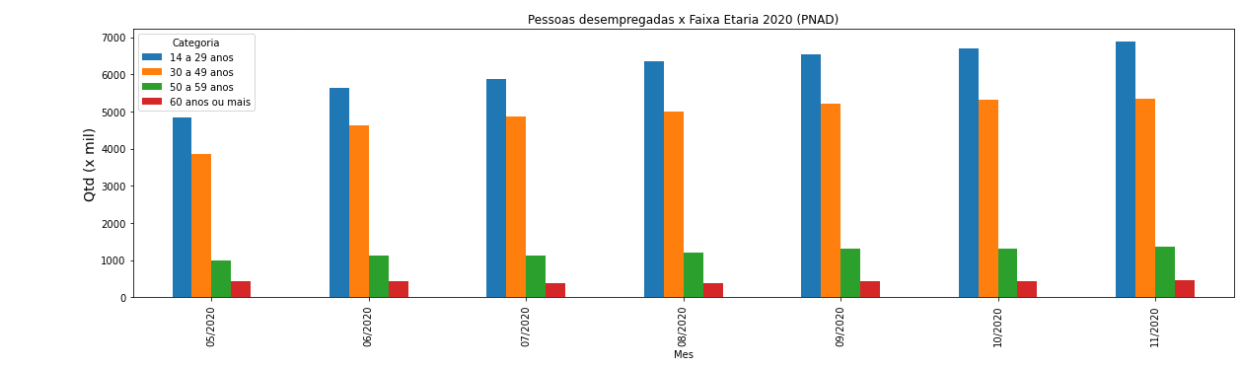 Pessoas desempregadas x Faixa Etaria 2020 (PNAD)
Categoria
14 a 29 anos
30 a 49 anos
50 a 59 anos
60 anos ou mais
Qtd (x mil)
7000
6000
5000
4000
3000
2000
1000
0
05/2020
06/2020
07/2020
08/2020
09/2020
10/2020
11/2020
Mes